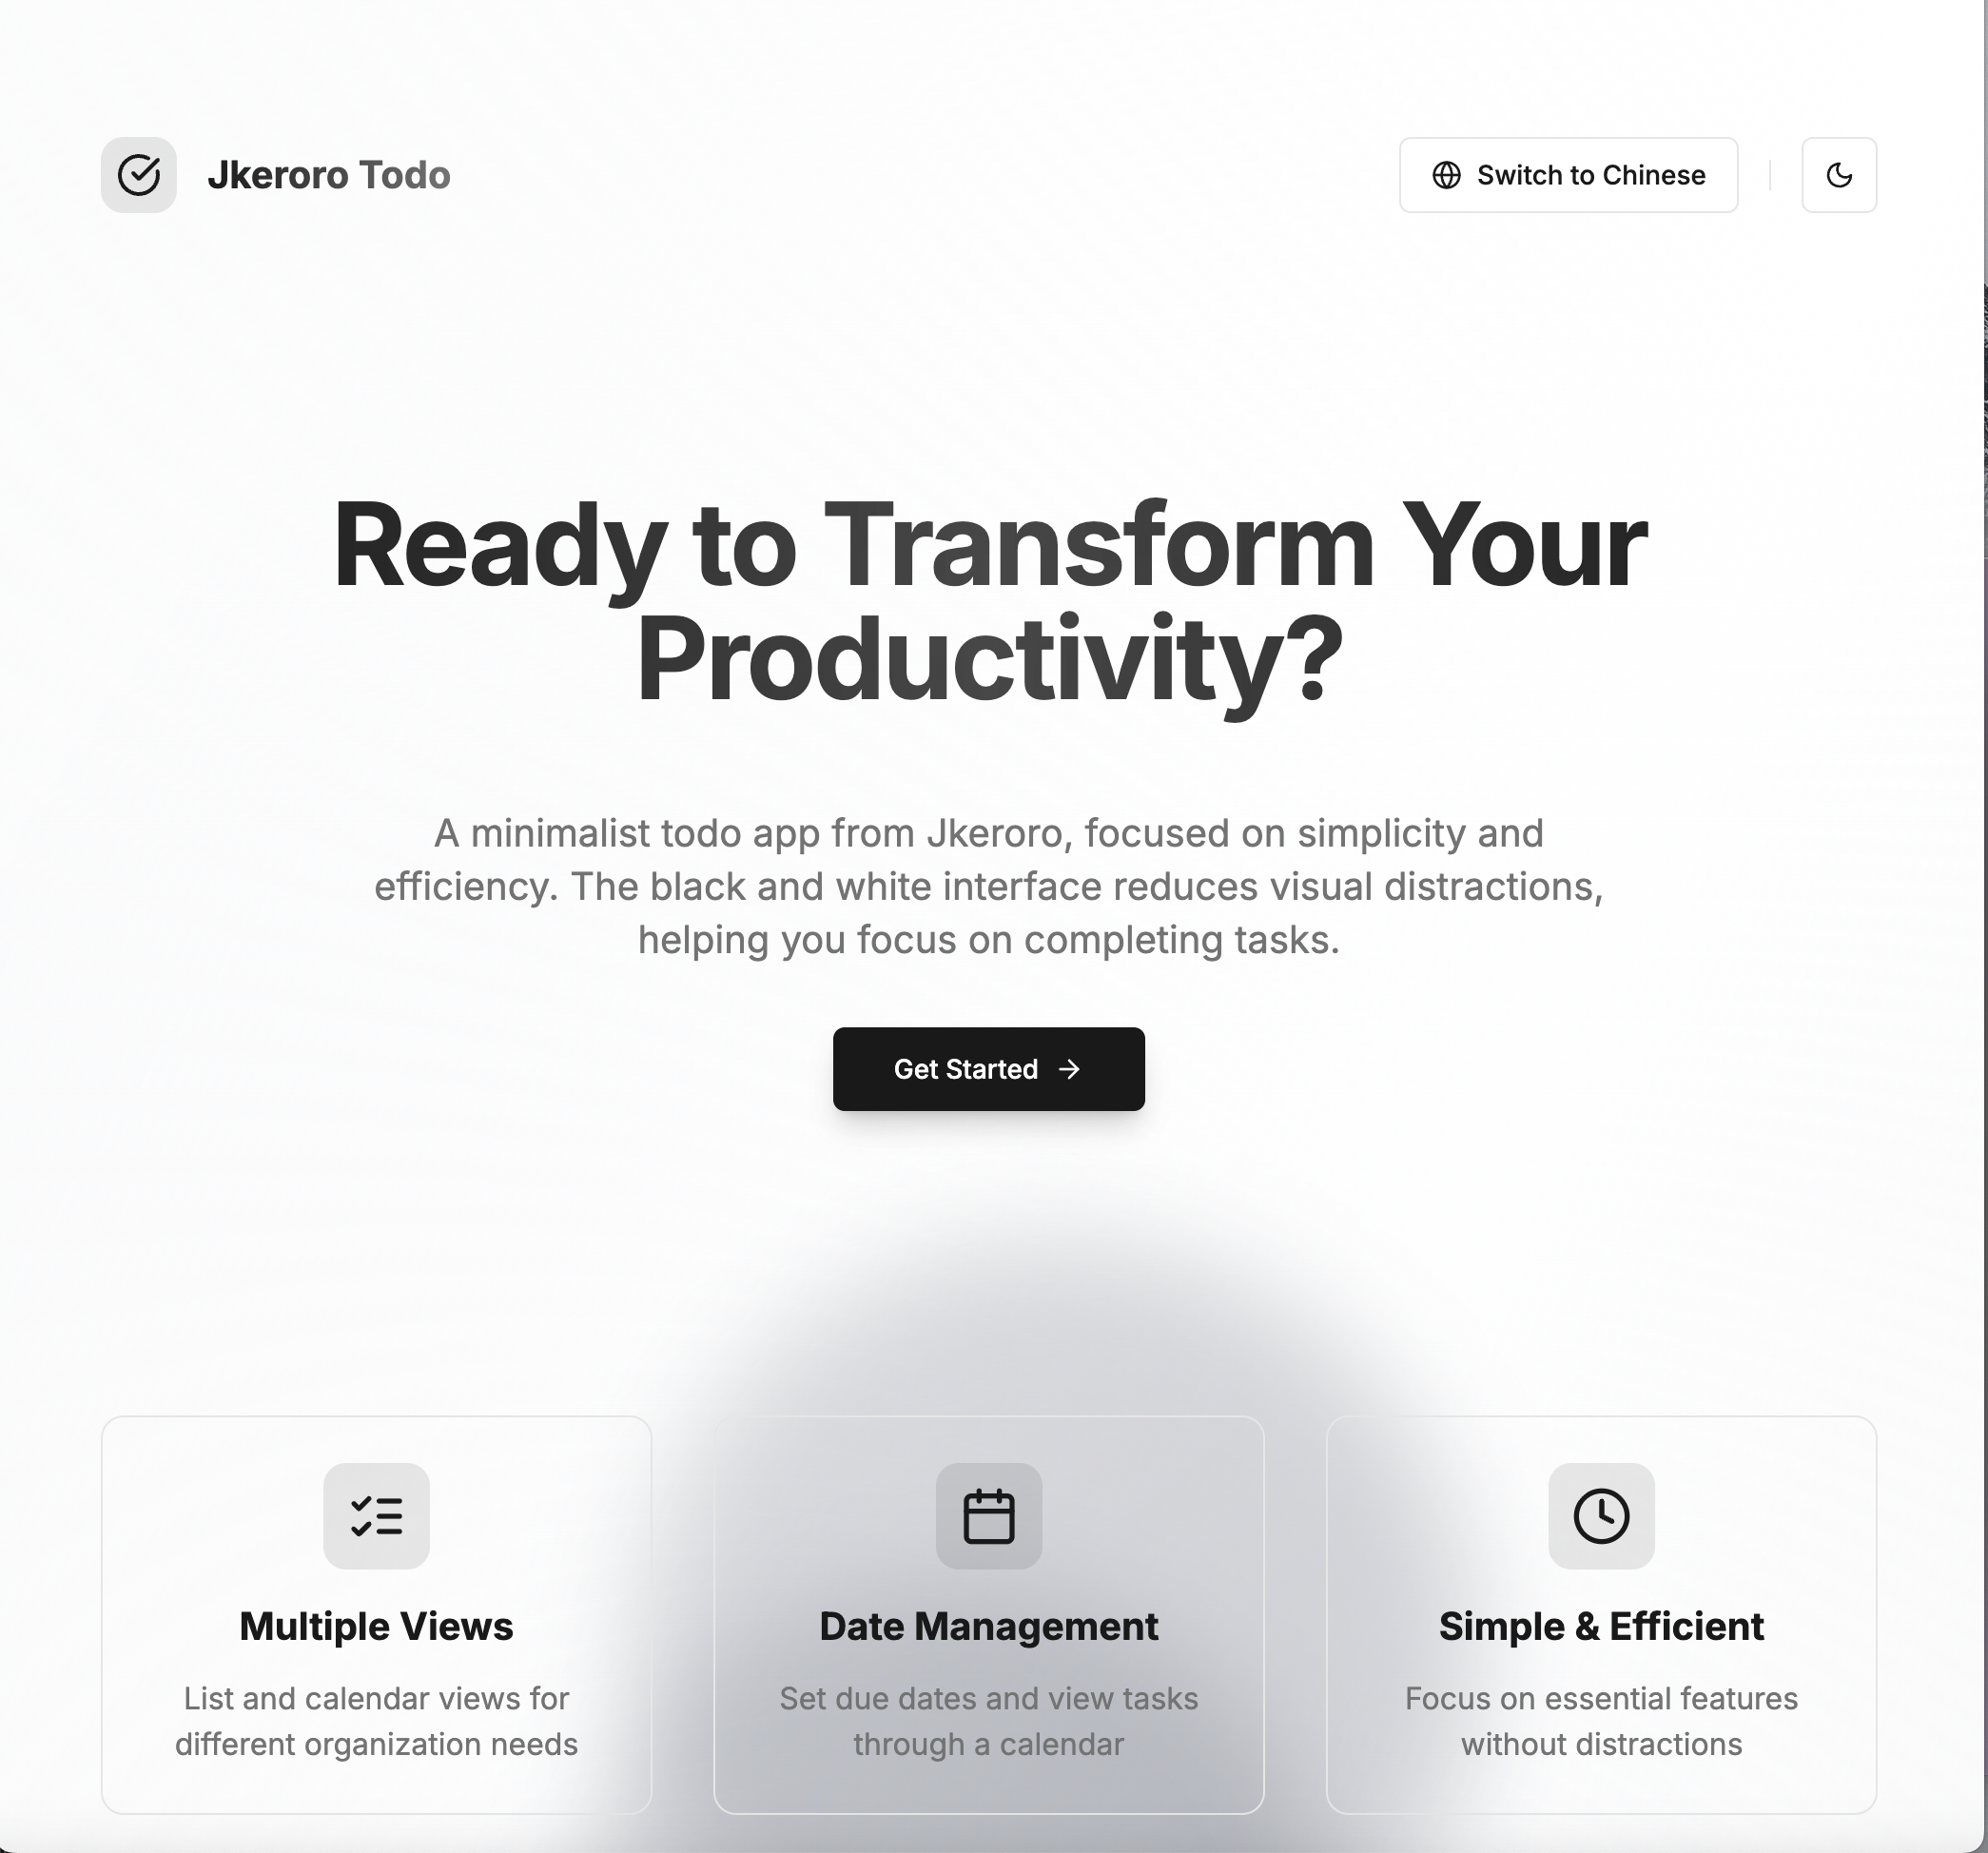 Jkeroro Todo
Switch to Chinese
Ready to Transform Your
Productivity?
A minimalist todo app from Jkeroro, focused on simplicity and
efficiency. The black and white interface reduces visual distractions,
helping you focus on completing tasks.
Get Started
Multiple Views
List and calendar views for
different organization needs
Date Management
Set due dates and view tasks
through a calendar
Simple & Efficient
Focus on essential features
without distractions